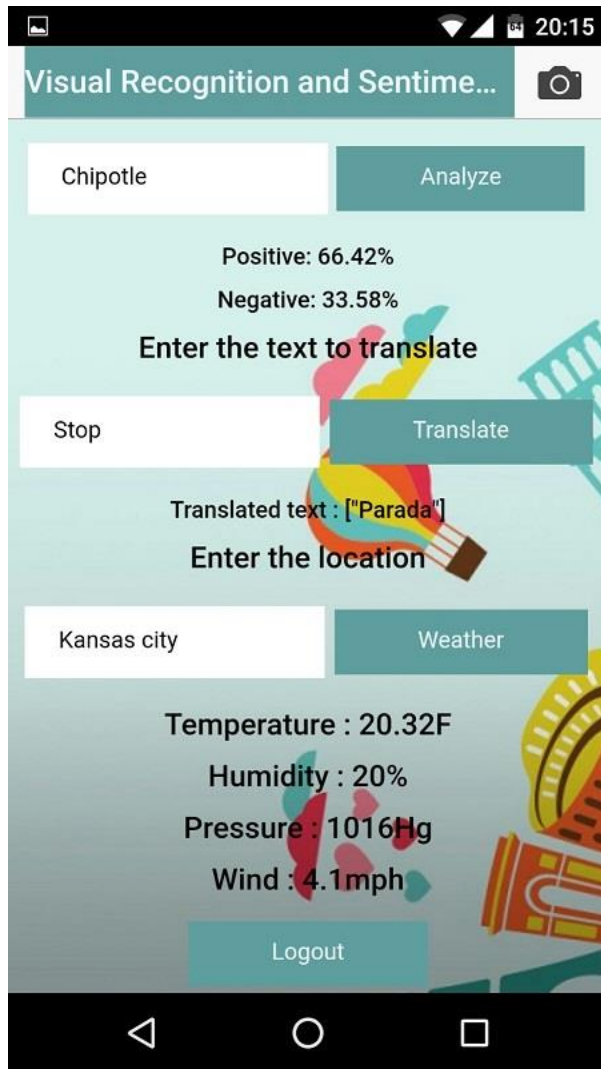 20:15
Visual Recognition and Sentime...
Chipotle Analyze
Positive: 66.42%
Negative: 33.58%
Enter the text to translate
Stop Translate
Translated text : ["Parada"]
Enter the location
Kansas city Weather
Temperature : 20.32F
Humidity : 20%
Pressure : 1016Hg
Wind : 4.1mph
Logout